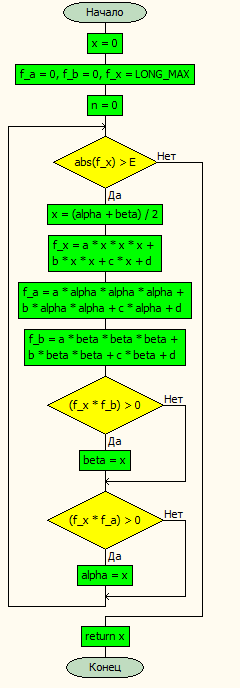 Начало
x = 0
f_a = 0, f_b = 0, f_x = LONG_MAX
n = 0
abs(f_x) > E
Нет
Да
x = (alpha + beta) / 2
f_x = a * x * x * x +
b * x * x + c * x + d
f_a = a * alpha * alpha * alpha +
b * alpha * alpha + c * alpha + d
f_b = a * beta * beta * beta +
b * beta * beta + c * beta + d
(f_x * f_b) > 0
Нет
Да
beta = x
(f_x * f_a) > 0
Нет
Да
alpha = x
return x
Конец